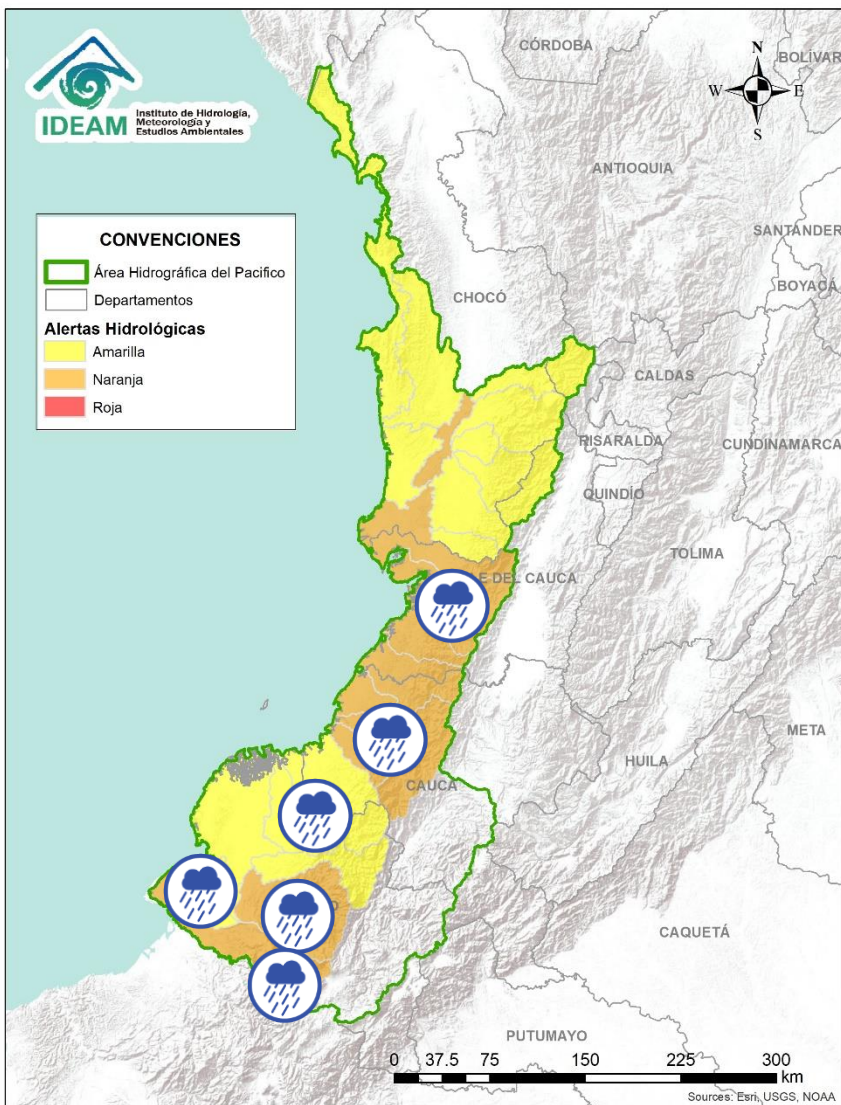 IDEAM
Instituto de Hidrología,
Meteorología y
Estudios Ambientales
N
W
E
S
CONVENCIONES
Área Hidrográfica del Pacifico
Departamentos
Alertas Hidrológicas
Amarilla
Naranja
Roja
CÓRDOBA
BOLÍVAR
ANTIOQUIA
SANTANDER
BOYACÁ
CHOCÓ
CALDAS
RISARALDA
CUNDINAMARCA
QUINDÍO
TOLIMA
LE DEL CAUCA
META
HUILA
CAUCA
CAQUETÁ
PUTUMAYO
0 37.5 75 150 225 300
km
Sources: Esri, USGS, NOAA